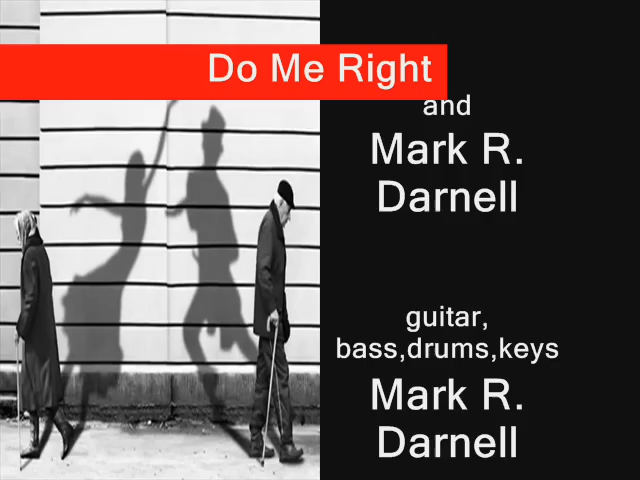 Do Me Right
and
Mark R.
Darnell
guitar,
bass,drums,keys
Mark R.
Darnell